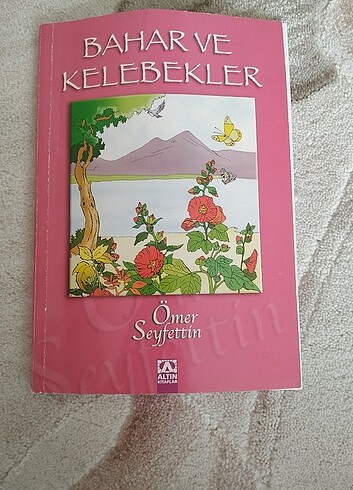 BAHAR VE
KELEBEKLER
Ömer
Seyfettin
ALTIN
KİTAPLAR